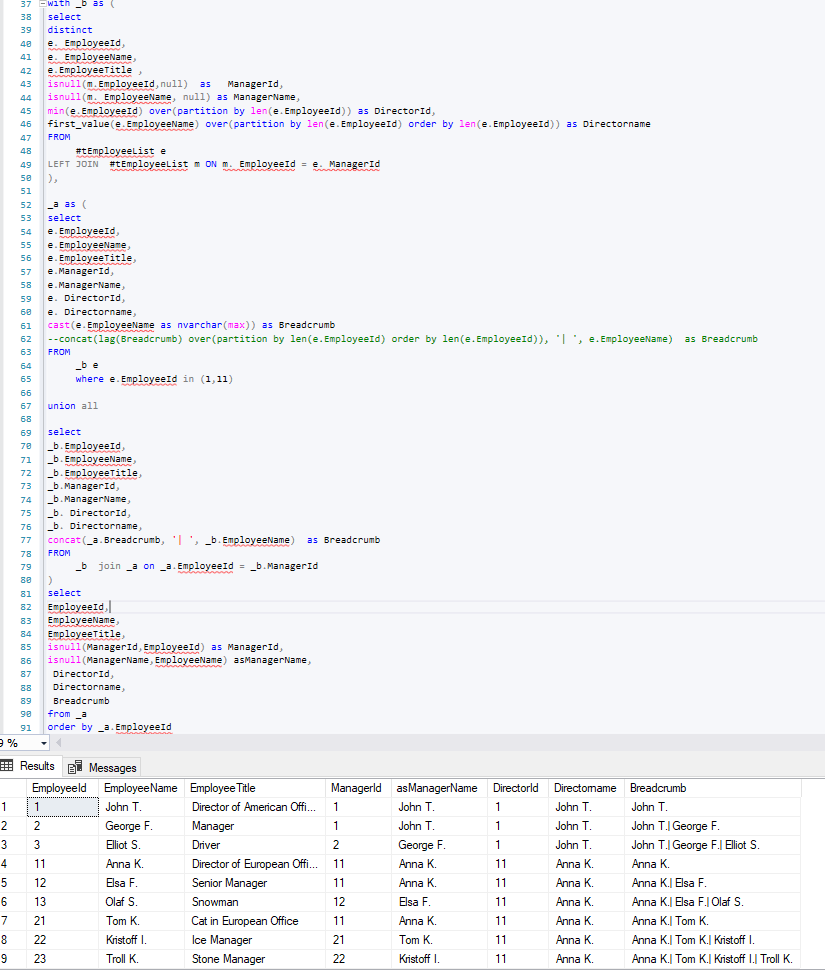 37 with _b as (
38 select
39 distinct
40 e. EmployeeId,
41 e. EmployeeName,
42 e.EmployeeTitle ,
43 isnull(m.EmployeeId,null)  as   ManagerId,
44 isnull(m. EmployeeName, null) as ManagerName,
45 min(e.EmployeeId) over(partition by len(e.EmployeeId)) as DirectorId,
46 first_value(e.EmployeeName) over(partition by len(e.EmployeeId) order by len(e.EmployeeId)) as Directorname
47 FROM
48 #tEmployeeList e
49 LEFT JOIN  #tEmployeeList m ON m. EmployeeId = e. ManagerId
50 ),
51
52 _a as (
53 select
54 e.EmployeeId,
55 e.EmployeeName,
56 e.EmployeeTitle,
57 e.ManagerId,
58 e.ManagerName,
59 e. DirectorId,
60 e. Directorname,
61 cast(e.EmployeeName as nvarchar(max)) as Breadcrumb
62 --concat(lag(Breadcrumb) over(partition by len(e.EmployeeId) order by len(e.EmployeeId)), '| ', e.EmployeeName)  as Breadcrumb
63 FROM
64 _b e
65 where e.EmployeeId in (1,11)
66
67 union all
68
69 select
70 _b.EmployeeId,
71 _b.EmployeeName,
72 _b.EmployeeTitle,
73 _b.ManagerId,
74 _b.ManagerName,
75 _b. DirectorId,
76 _b. Directorname,
77 concat(_a.Breadcrumb, '| ', _b.EmployeeName)  as Breadcrumb
78 FROM
79 _b  join _a on _a.EmployeeId = _b.ManagerId
80 )
81 select
82 EmployeeId,
83 EmployeeName,
84 EmployeeTitle,
85 isnull(ManagerId,EmployeeId) as ManagerId,
86 isnull(ManagerName,EmployeeName) asManagerName,
87 DirectorId,
88 Directorname,
89 Breadcrumb
90 from _a
91 order by _a.EmployeeId
9 %
Results Messages
EmployeeId EmployeeName EmployeeTitle ManagerId asManagerName DirectorId Directorname Breadcrumb
1 1 John T. Director of American Offi... 1 John T. 1 John T. John T.
2 2 George F. Manager 1 John T. 1 John T. John T.| George F.
3 3 Elliot S. Driver 2 George F. 1 John T. John T.| George F.| Elliot S.
4 11 Anna K. Director of European Offi... 11 Anna K. 11 Anna K. Anna K.
5 12 Elsa F. Senior Manager 11 Anna K. 11 Anna K. Anna K.| Elsa F.
6 13 Olaf S. Snowman 12 Elsa F. 11 Anna K. Anna K.| Elsa F.| Olaf S.
7 21 Tom K. Cat in European Office 11 Anna K. 11 Anna K. Anna K.| Tom K.
8 22 Kristoff I. Ice Manager 21 Tom K. 11 Anna K. Anna K.| Tom K.| Kristoff I.
9 23 Troll K. Stone Manager 22 Kristoff I. 11 Anna K. Anna K.| Tom K.| Kristoff I.| Troll K.